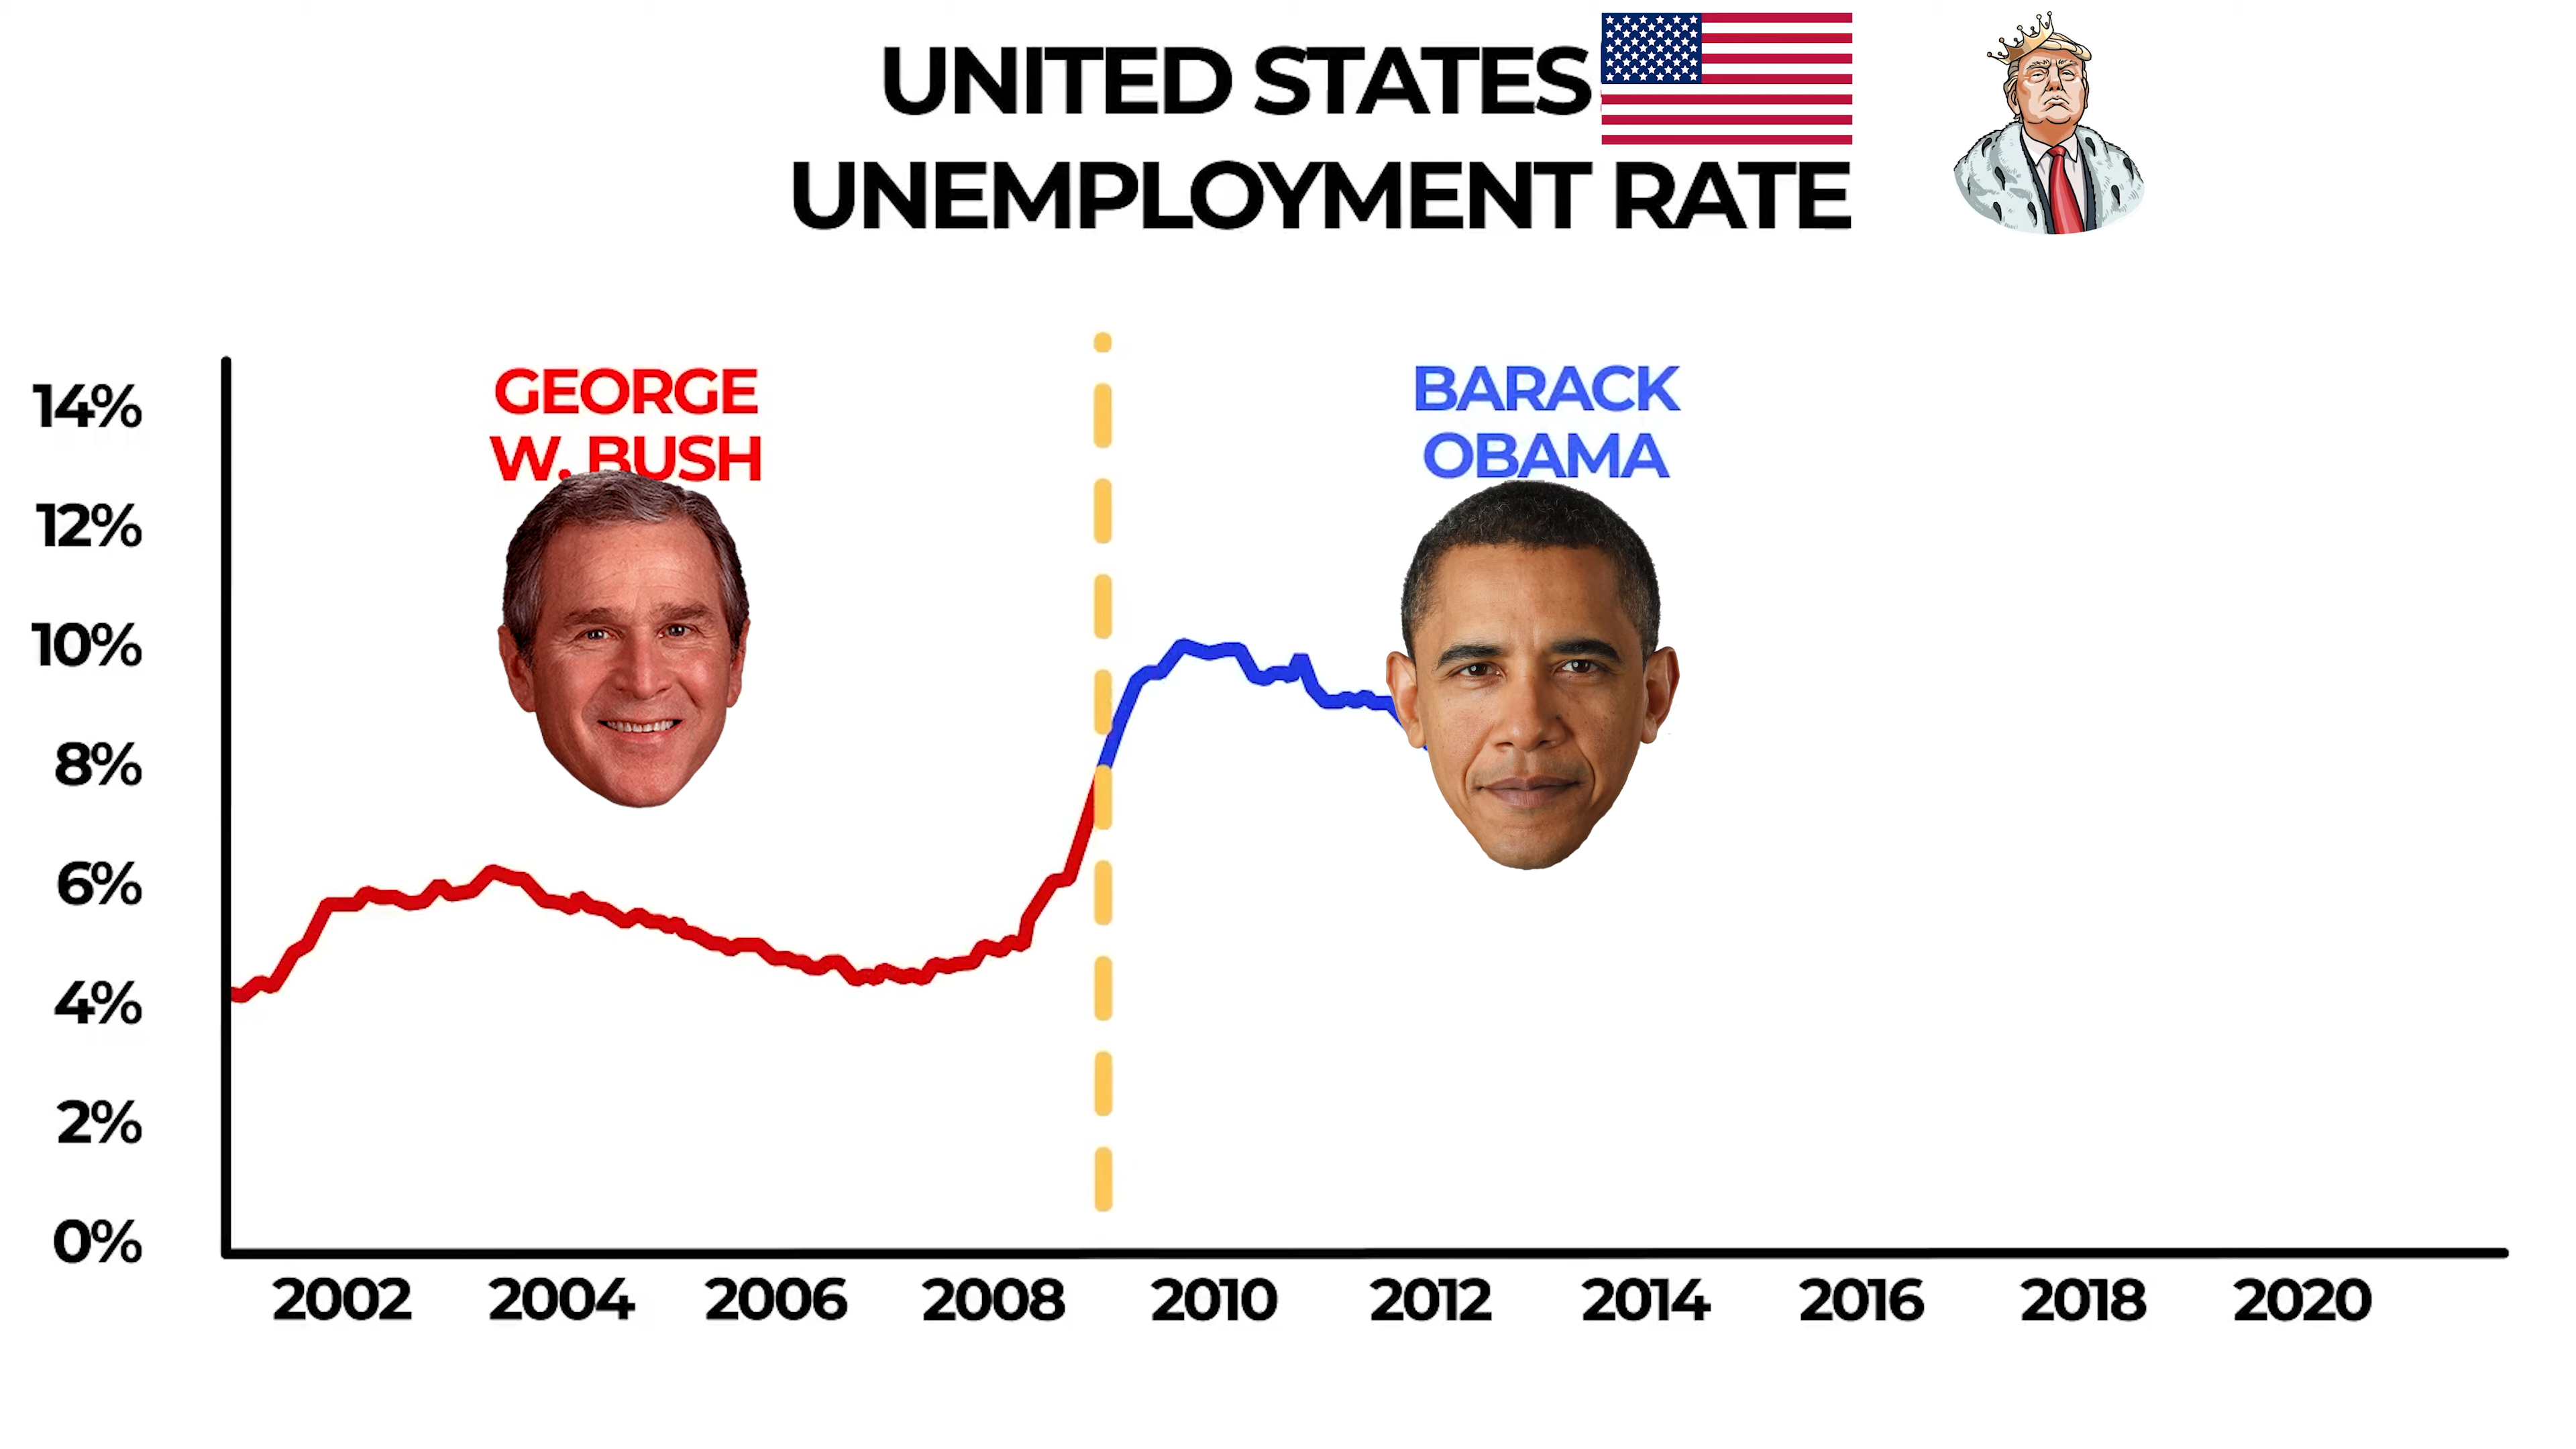 UNITED STATES
UNEMPLOYMENT RATE
GEORGE
W. BUSH
BARACK
OBAMA
14%
12%
10%
8%
6%
4%
2%
0%
2002 2004 2006 2008 2010 2012 2014 2016 2018 2020